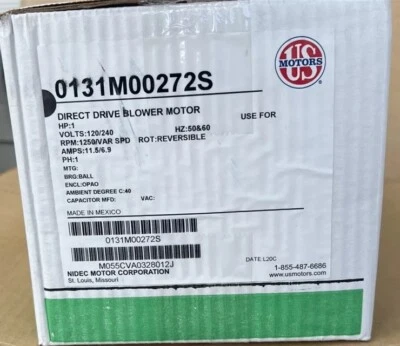 0131M00272S
US
MOTORS
DIRECT DRIVE BLOWER MOTOR
USE FOR
HP:1
VOLTS:120/240 HZ:50&60
RPM:1250/VAR SPD ROT:REVERSIBLE
AMPS:11.5/6.9
PH:1
MTG:
BRG:BALL
ENCL:OPAO
AMBIENT DEGREE C:40
CAPACITOR MFD: VAC:
MADE IN MEXICO
0131M00272S
M055CVA0328012J
NIDEC MOTOR CORPORATION
St. Louis, Missouri
DATE L20C
1-855-487-6686
www.usmotors.com